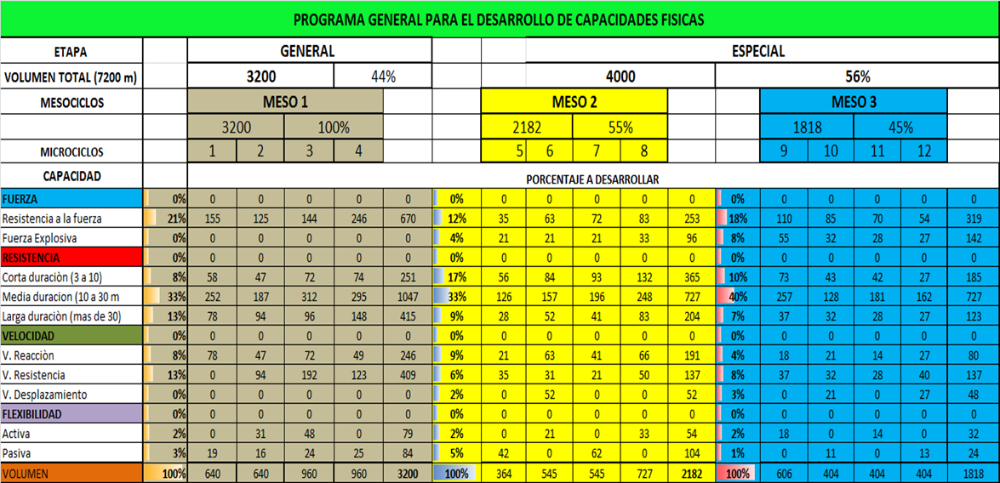 PROGRAMA GENERAL PARA EL DESARROLLO DE CAPACIDADES FISICAS
ETAPA GENERAL ESPECIAL
VOLUMEN TOTAL (7200 m) 3200 44% 4000 56%
MESOCICLOS MESO 1 MESO 2 MESO 3
3200 100% 2182 55% 1818 45%
MICROCICLOS 1 2 3 4 5 6 7 8 9 10 11 12
CAPACIDAD PORCENTAJE A DESARROLLAR
FUERZA 0% 0 0 0 0 0 0% 0 0 0 0 0 0% 0 0 0 0 0
Resistencia a la fuerza 21% 155 125 144 246 670 12% 35 63 72 83 253 18% 110 85 70 54 319
Fuerza Explosiva 0% 0 0 0 0 0 4% 21 21 21 33 96 8% 55 32 28 27 142
RESISTENCIA 0% 0 0 0 0 0 0% 0 0 0 0 0 0% 0 0 0 0 0
Corta duraciòn (3 a 10) 8% 58 47 72 74 251 17% 56 84 93 132 365 10% 73 43 42 27 185
Media duracion (10 a 30 m 33% 252 187 312 295 1047 33% 126 157 196 248 727 40% 257 128 181 162 727
Larga duraciòn (mas de 30) 13% 78 94 96 148 415 9% 28 52 41 83 204 7% 37 32 28 27 123
VELOCIDAD 0% 0 0 0 0 0 0% 0 0 0 0 0 0% 0 0 0 0 0
V. Reacciòn 8% 78 47 72 49 246 9% 21 63 41 66 191 4% 18 21 14 27 80
V. Resistencia 13% 0 94 192 123 409 6% 35 31 21 50 137 8% 37 32 28 40 137
V. Desplazamiento 0% 0 0 0 0 0 2% 0 52 0 0 52 3% 0 21 0 27 48
FLEXIBILIDAD 0% 0 0 0 0 0 0% 0 0 0 0 0 0% 0 0 0 0 0
Activa 2% 0 31 48 0 79 2% 0 21 0 33 54 2% 18 0 14 0 32
Pasiva 3% 19 16 24 25 84 5% 42 0 62 0 104 1% 0 11 0 13 24
VOLUMEN 100% 640 640 960 960 3200 100% 364 545 545 727 2182 100% 606 404 404 404 1818